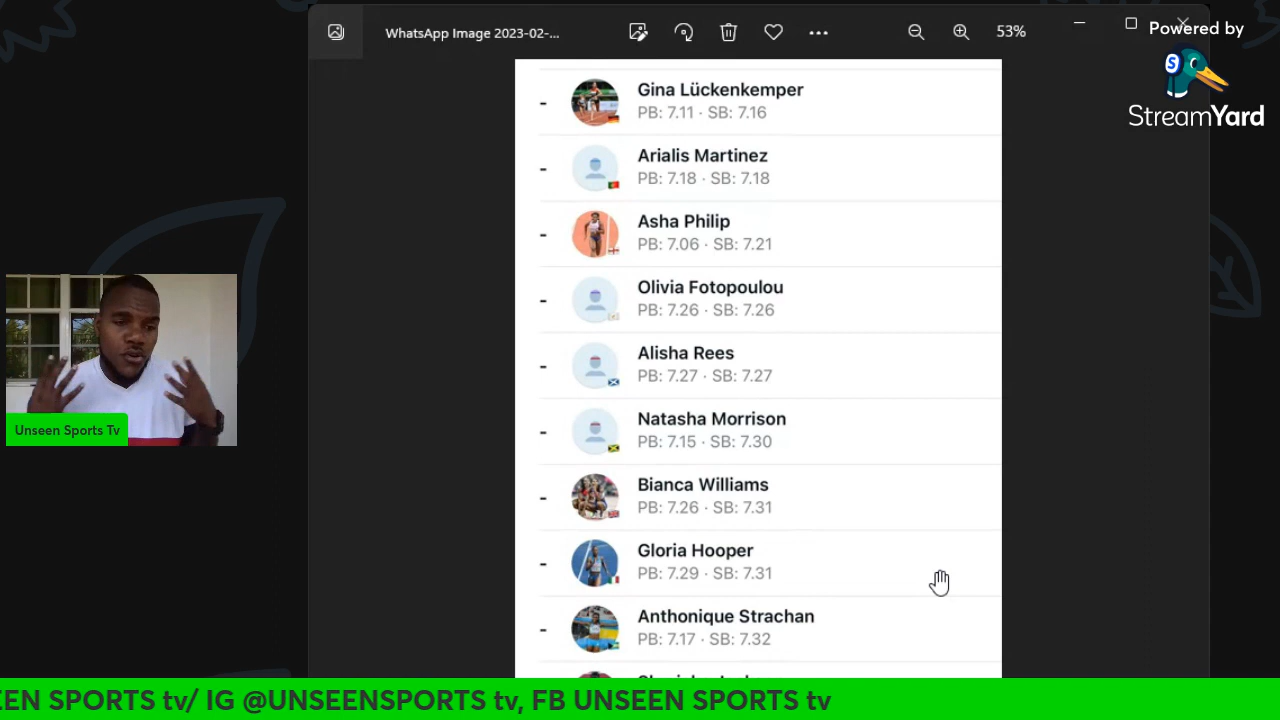 WhatsApp Image 2023-02-...
53%
Powered by
StreamYard
Gina Lückenkemper
PB: 7.11 · SB: 7.16
Arialis Martinez
PB: 7.18 · SB: 7.18
Asha Philip
PB: 7.06 · SB: 7.21
Olivia Fotopoulou
PB: 7.26 · SB: 7.26
Alisha Rees
PB: 7.27 · SB: 7.27
Natasha Morrison
PB: 7.15 · SB: 7.30
Bianca Williams
PB: 7.26 · SB: 7.31
Gloria Hooper
PB: 7.29 · SB: 7.31
Anthonique Strachan
PB: 7.17 · SB: 7.32
Unseen Sports Tv
EEN SPORTS tv/ IG @UNSEENSPORTS tv, FB UNSEEN SPORTS tv